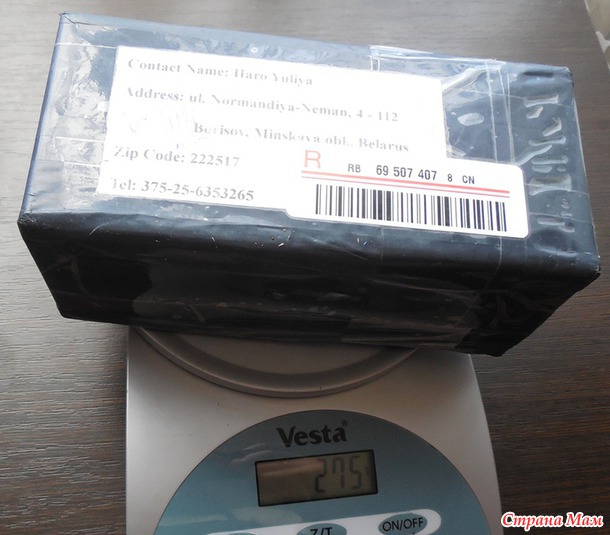 Contact Name: Haro Yuliya
Address: ul. Normandiya-Neman, 4 - 112
Borisov, Minskaya obl., Belarus
Zip Code: 222517
Tel: 375-25-6353265
R
RB 69 507 407 8 CN
Vesta
275
Z/T
ON/OFF
Страна Мам